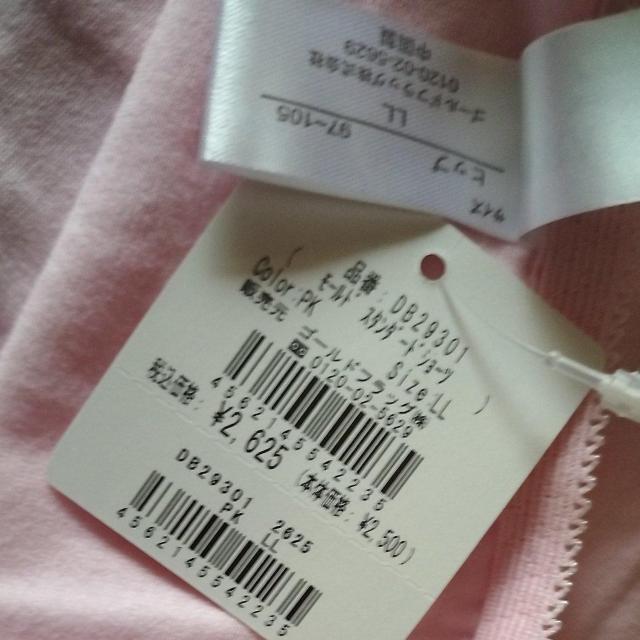 サイズ
ヒップ 97~105
LL
ゴールドフラッグ株式会社
0120-02-5629
中国製
品番: DB29301
( モールド スタンダードショーツ )
Color:PK Size:LL
販売元 ゴールドフラッグ㈱
0120-02-5629
4562145542235
税込価格: ¥2,625 (本体価格: ¥2,500)
DB29301 2625
PK LL
4562145542235